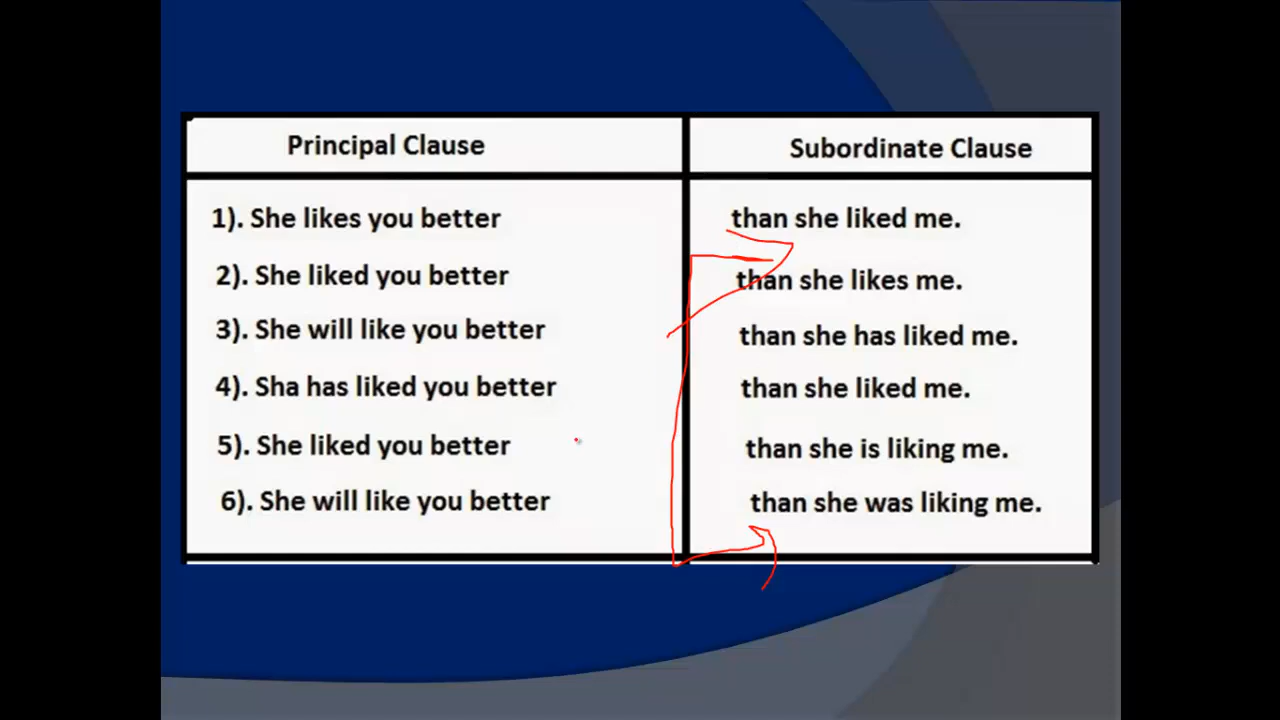 Principal Clause Subordinate Clause
1). She likes you better than she liked me.
2). She liked you better than she likes me.
3). She will like you better than she has liked me.
4). Sha has liked you better than she liked me.
5). She liked you better than she is liking me.
6). She will like you better than she was liking me.